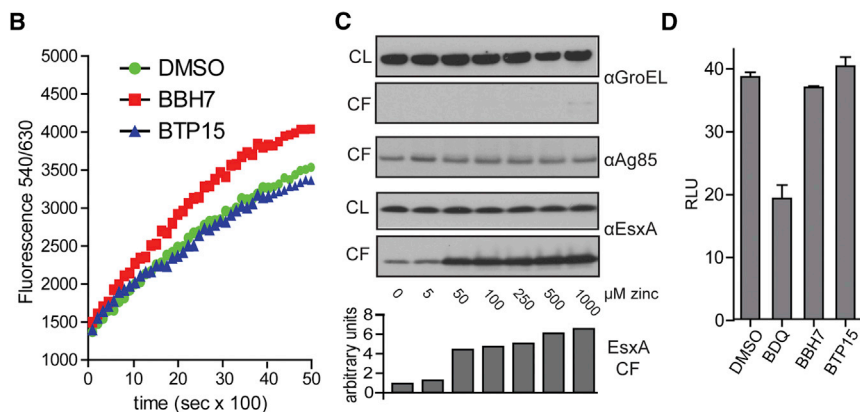 B
5000
4500
4000
3500
3000
2500
2000
1500
1000
Fluorescence 540/630
DMSO
BBH7
BTP15
0 10 20 30 40 50
time (sec x 100)
C
CL
αGroEL
CF
CF
αAg85
CL
αEsxA
CF
0 5 50 100 250 500 1000
µM zinc
arbitrary units
8
6
4
2
0
EsxA
CF
D
RLU
40
30
20
10
0
DMSO BDQ BBH7 BTP15